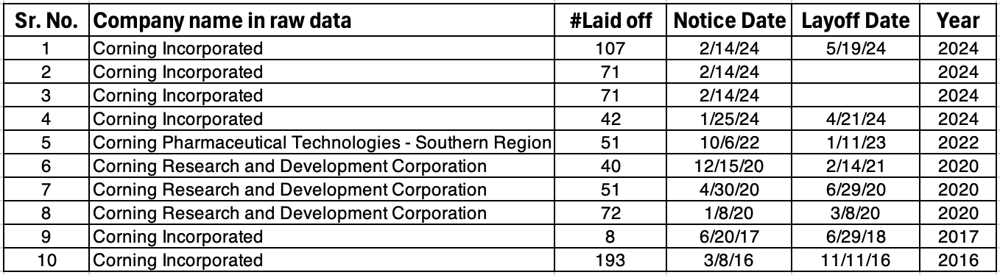 Sr. No. Company name in raw data #Laid off Notice Date Layoff Date Year
1 Corning Incorporated 107 2/14/24 5/19/24 2024
2 Corning Incorporated 71 2/14/24 2024
3 Corning Incorporated 71 2/14/24 2024
4 Corning Incorporated 42 1/25/24 4/21/24 2024
5 Corning Pharmaceutical Technologies - Southern Region 51 10/6/22 1/11/23 2022
6 Corning Research and Development Corporation 40 12/15/20 2/14/21 2020
7 Corning Research and Development Corporation 51 4/30/20 6/29/20 2020
8 Corning Research and Development Corporation 72 1/8/20 3/8/20 2020
9 Corning Incorporated 8 6/20/17 6/29/18 2017
10 Corning Incorporated 193 3/8/16 11/11/16 2016